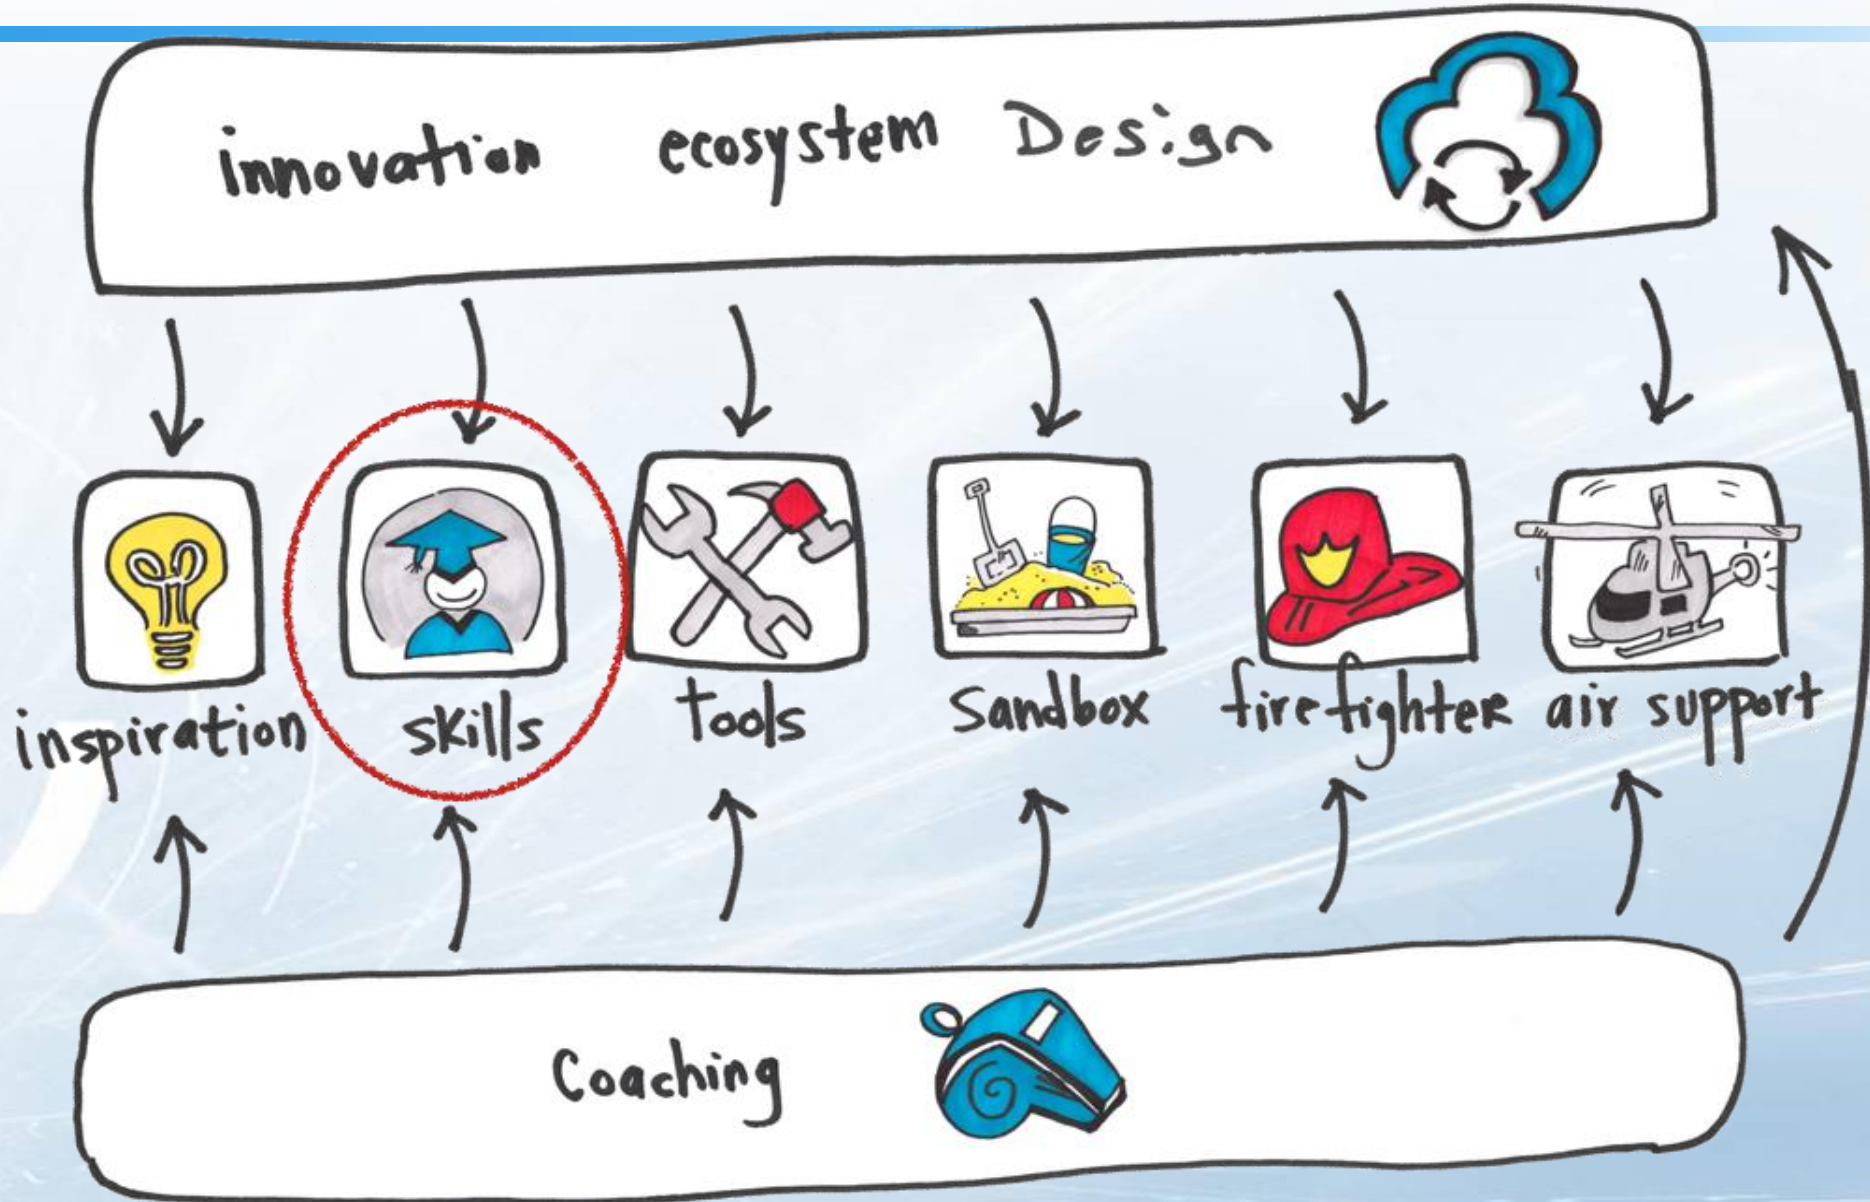 innovation ecosystem Design
inspiration
skills
tools
Sandbox
firefighter
air support
Coaching